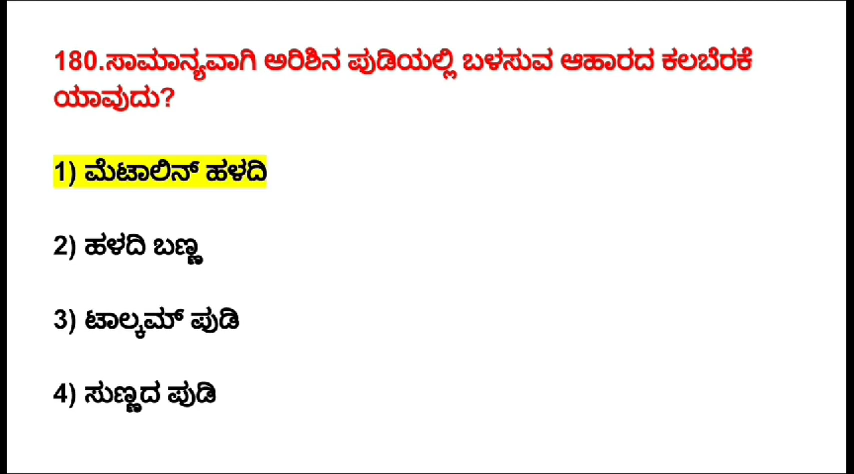 180.ಸಾಮಾನ್ಯವಾಗಿ ಅರಿಶಿನ ಪುಡಿಯಲ್ಲಿ ಬಳಸುವ ಆಹಾರದ ಕಲಬೆರಕೆ
ಯಾವುದು?
1) ಮೆಟಾಲಿನ್ ಹಳದಿ
2) ಹಳದಿ ಬಣ್ಣ
3) ಟಾಲ್ಕಮ್ ಪುಡಿ
4) ಸುಣ್ಣದ ಪುಡಿ